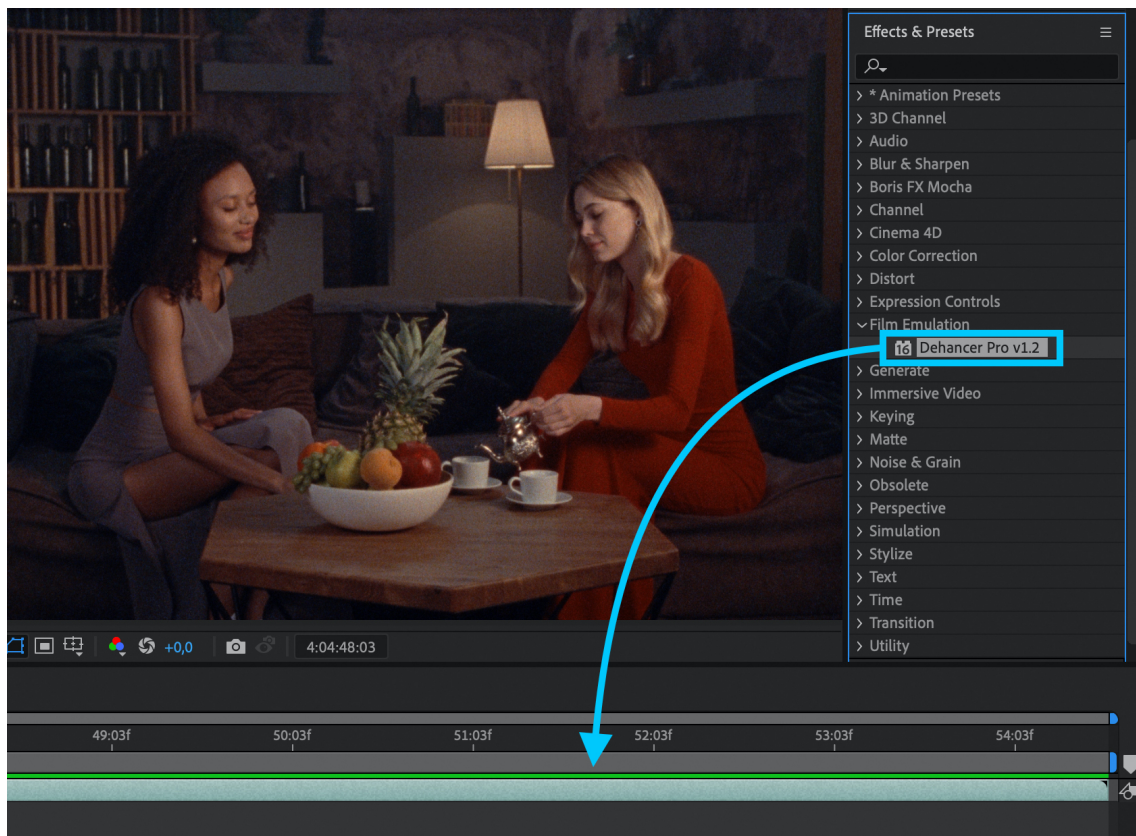 Effects & Presets
* Animation Presets
3D Channel
Audio
Blur & Sharpen
Boris FX Mocha
Channel
Cinema 4D
Color Correction
Distort
Expression Controls
Film Emulation
16 Dehancer Pro v1.2
Generate
Immersive Video
Keying
Matte
Noise & Grain
Obsolete
Perspective
Simulation
Stylize
Text
Time
Transition
Utility
+0,0 4:04:48:03
49:03f 50:03f 51:03f 52:03f 53:03f 54:03f